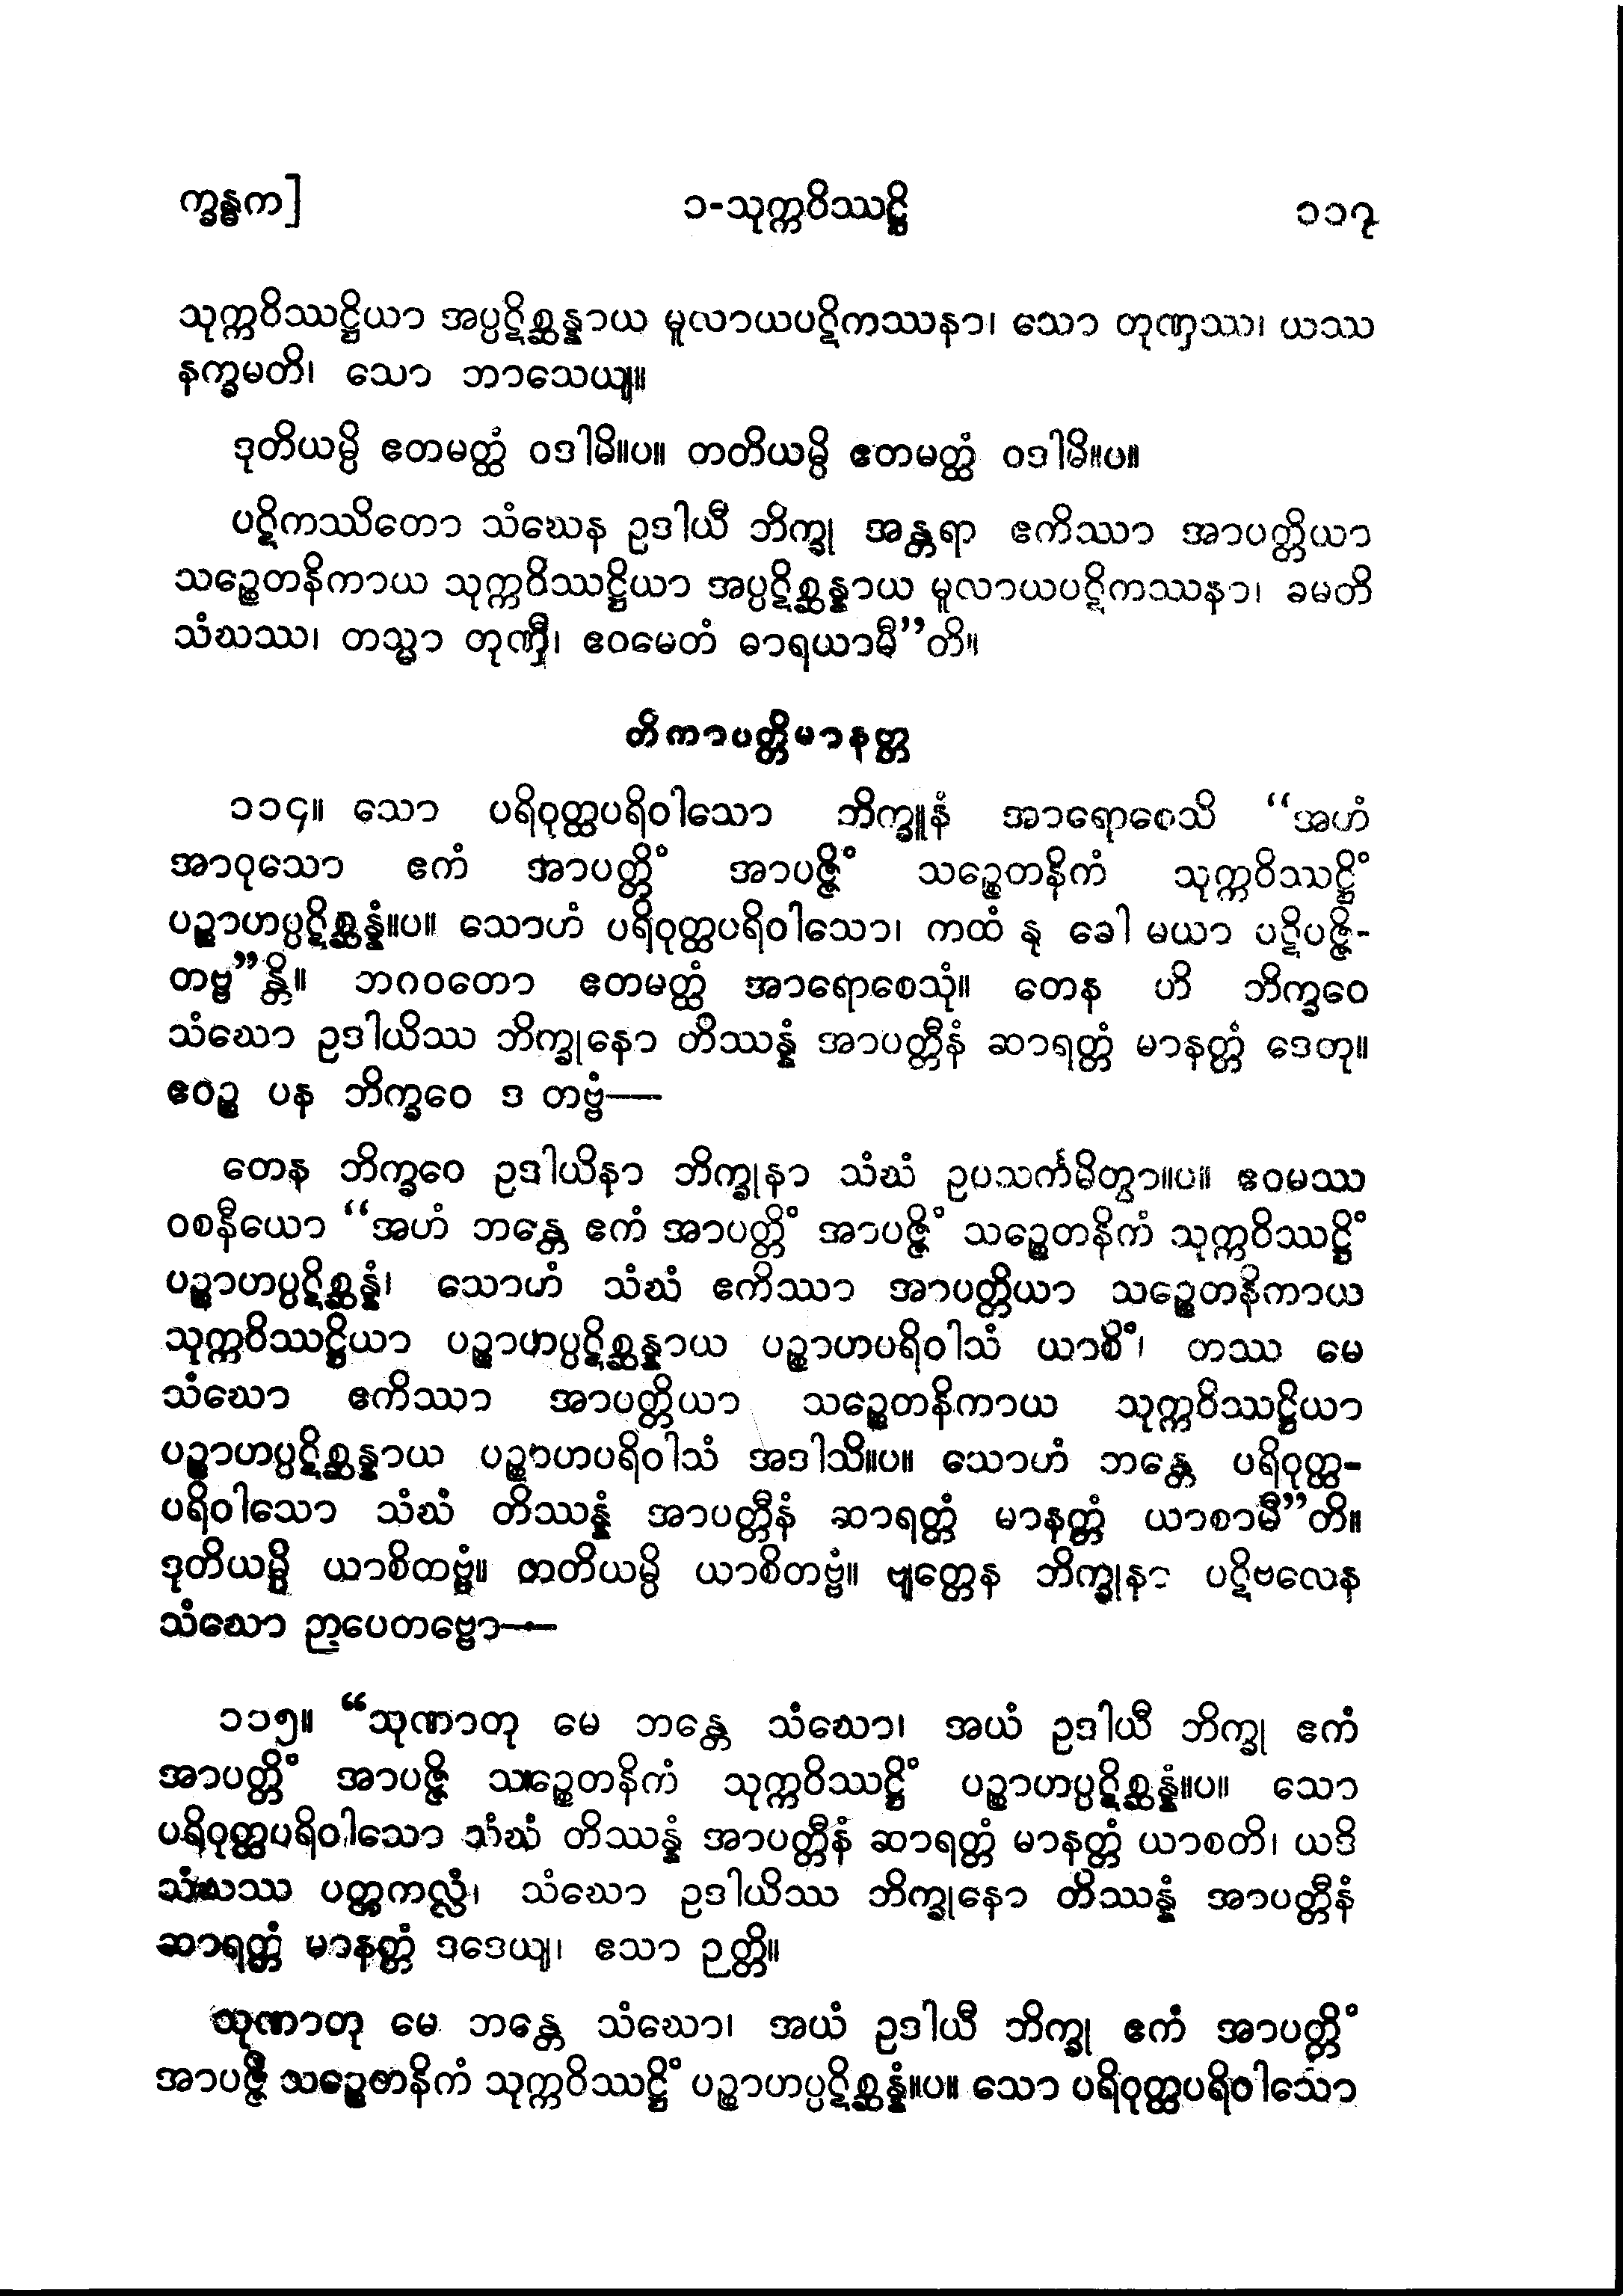 က္ခန္ဓက]
၁-သုက္ကဝိဿဋ္ဌိ
၁၁၇
သုက္ကဝိဿဋ္ဌိယာ အပ္ပဋိစ္ဆန္နာယ မူလာယပဋိကဿနာ၊ သော တုဏှဿ၊ ယဿ
နက္ခမတိ၊ သော ဘာသေယျ။
ဒုတိယမ္ပိ ဧတမတ္ထံ ဝဒါမိ။ပ။ တတိယမ္ပိ ဧတမတ္ထံ ဝဒါမိ။ပ။
ပဋိကဿိတော သံဃေန ဥဒါယီ ဘိက္ခု အန္တရာ ဧကိဿာ အာပတ္တိယာ
သဉ္စေတနိကာယ သုက္ကဝိဿဋ္ဌိယာ အပ္ပဋိစ္ဆန္နာယ မူလာယပဋိကဿနာ၊ ခမတိ
သံဃဿ၊ တသ္မာ တုဏှီ၊ ဧဝမေတံ ဓာရယာမီ”တိ။
တိကာပတ္တိမာနတ္တ
၁၁၄။ သော ပရိဝုတ္ထပရိဝါသော ဘိက္ခူနံ အာရောစေသိ “အဟံ
အာဝုသော ဧကံ အာပတ္တိံ အာပဇ္ဇိံ သဉ္စေတနိကံ သုက္ကဝိဿဋ္ဌိံ
ပဉ္စာဟပ္ပဋိစ္ဆန္နံ။ပ။ သောဟံ ပရိဝုတ္ထပရိဝါသော၊ ကထံ နု ခေါ မယာ ပဋိပဇ္ဇိ-
တဗ္ဗ”န္တိ။ ဘဂဝတော ဧတမတ္ထံ အာရောစေသုံ။ တေန ဟိ ဘိက္ခဝေ
သံဃော ဥဒါယိဿ ဘိက္ခုနော တိဿန္နံ အာပတ္တီနံ ဆာရတ္တံ မာနတ္တံ ဒေတု။
ဧဝဉ္စ ပန ဘိက္ခဝေ ဒ တဗ္ဗံ—
တေန ဘိက္ခဝေ ဥဒါယိနာ ဘိက္ခုနာ သံဃံ ဥပသင်္ကမိတွာ။ပ။ ဧဝမဿ
ဝစနီယော “အဟံ ဘန္တေ ဧကံ အာပတ္တိံ အာပဇ္ဇိံ သဉ္စေတနိကံ သုက္ကဝိဿဋ္ဌိံ
ပဉ္စာဟပ္ပဋိစ္ဆန္နံ၊ သောဟံ သံဃံ ဧကိဿာ အာပတ္တိယာ သဉ္စေတနိကာယ
သုက္ကဝိဿဋ္ဌိယာ ပဉ္စာဟပ္ပဋိစ္ဆန္နာယ ပဉ္စာဟပရိဝါသံ ယာစိံ၊ တဿ မေ
သံဃော ဧကိဿာ အာပတ္တိယာ သဉ္စေတနိကာယ သုက္ကဝိဿဋ္ဌိယာ
ပဉ္စာဟပ္ပဋိစ္ဆန္နာယ ပဉ္စာဟပရိဝါသံ အဒါသိ။ပ။ သောဟံ ဘန္တေ ပရိဝုတ္ထ-
ပရိဝါသော သံဃံ တိဿန္နံ အာပတ္တီနံ ဆာရတ္တံ မာနတ္တံ ယာစာမီ”တိ။
ဒုတိယမ္ပိ ယာစိတဗ္ဗံ။ တတိယမ္ပိ ယာစိတဗ္ဗံ။ ဗျတ္တေန ဘိက္ခုနာ ပဋိဗလေန
သံဃော ဉာပေတဗ္ဗော—
၁၁၅။ “သုဏာတု မေ ဘန္တေ သံဃော၊ အယံ ဥဒါယီ ဘိက္ခု ဧကံ
အာပတ္တိံ အာပဇ္ဇိ သဉ္စေတနိကံ သုက္ကဝိဿဋ္ဌိံ ပဉ္စာဟပ္ပဋိစ္ဆန္နံ။ပ။ သော
ပရိဝုတ္ထပရိဝါသော သံဃံ တိဿန္နံ အာပတ္တီနံ ဆာရတ္တံ မာနတ္တံ ယာစတိ၊ ယဒိ
သံဃဿ ပတ္တကလ္လံ၊ သံဃော ဥဒါယိဿ ဘိက္ခုနော တိဿန္နံ အာပတ္တီနံ
ဆာရတ္တံ မာနတ္တံ ဒဒေယျ၊ ဧသာ ဉတ္တိ။
သုဏာတု မေ ဘန္တေ သံဃော၊ အယံ ဥဒါယီ ဘိက္ခု ဧကံ အာပတ္တိံ
အာပဇ္ဇိ သဉ္စေတနိကံ သုက္ကဝိဿဋ္ဌိံ ပဉ္စာဟပ္ပဋိစ္ဆန္နံ။ပ။ သော ပရိဝုတ္ထပရိဝါသော